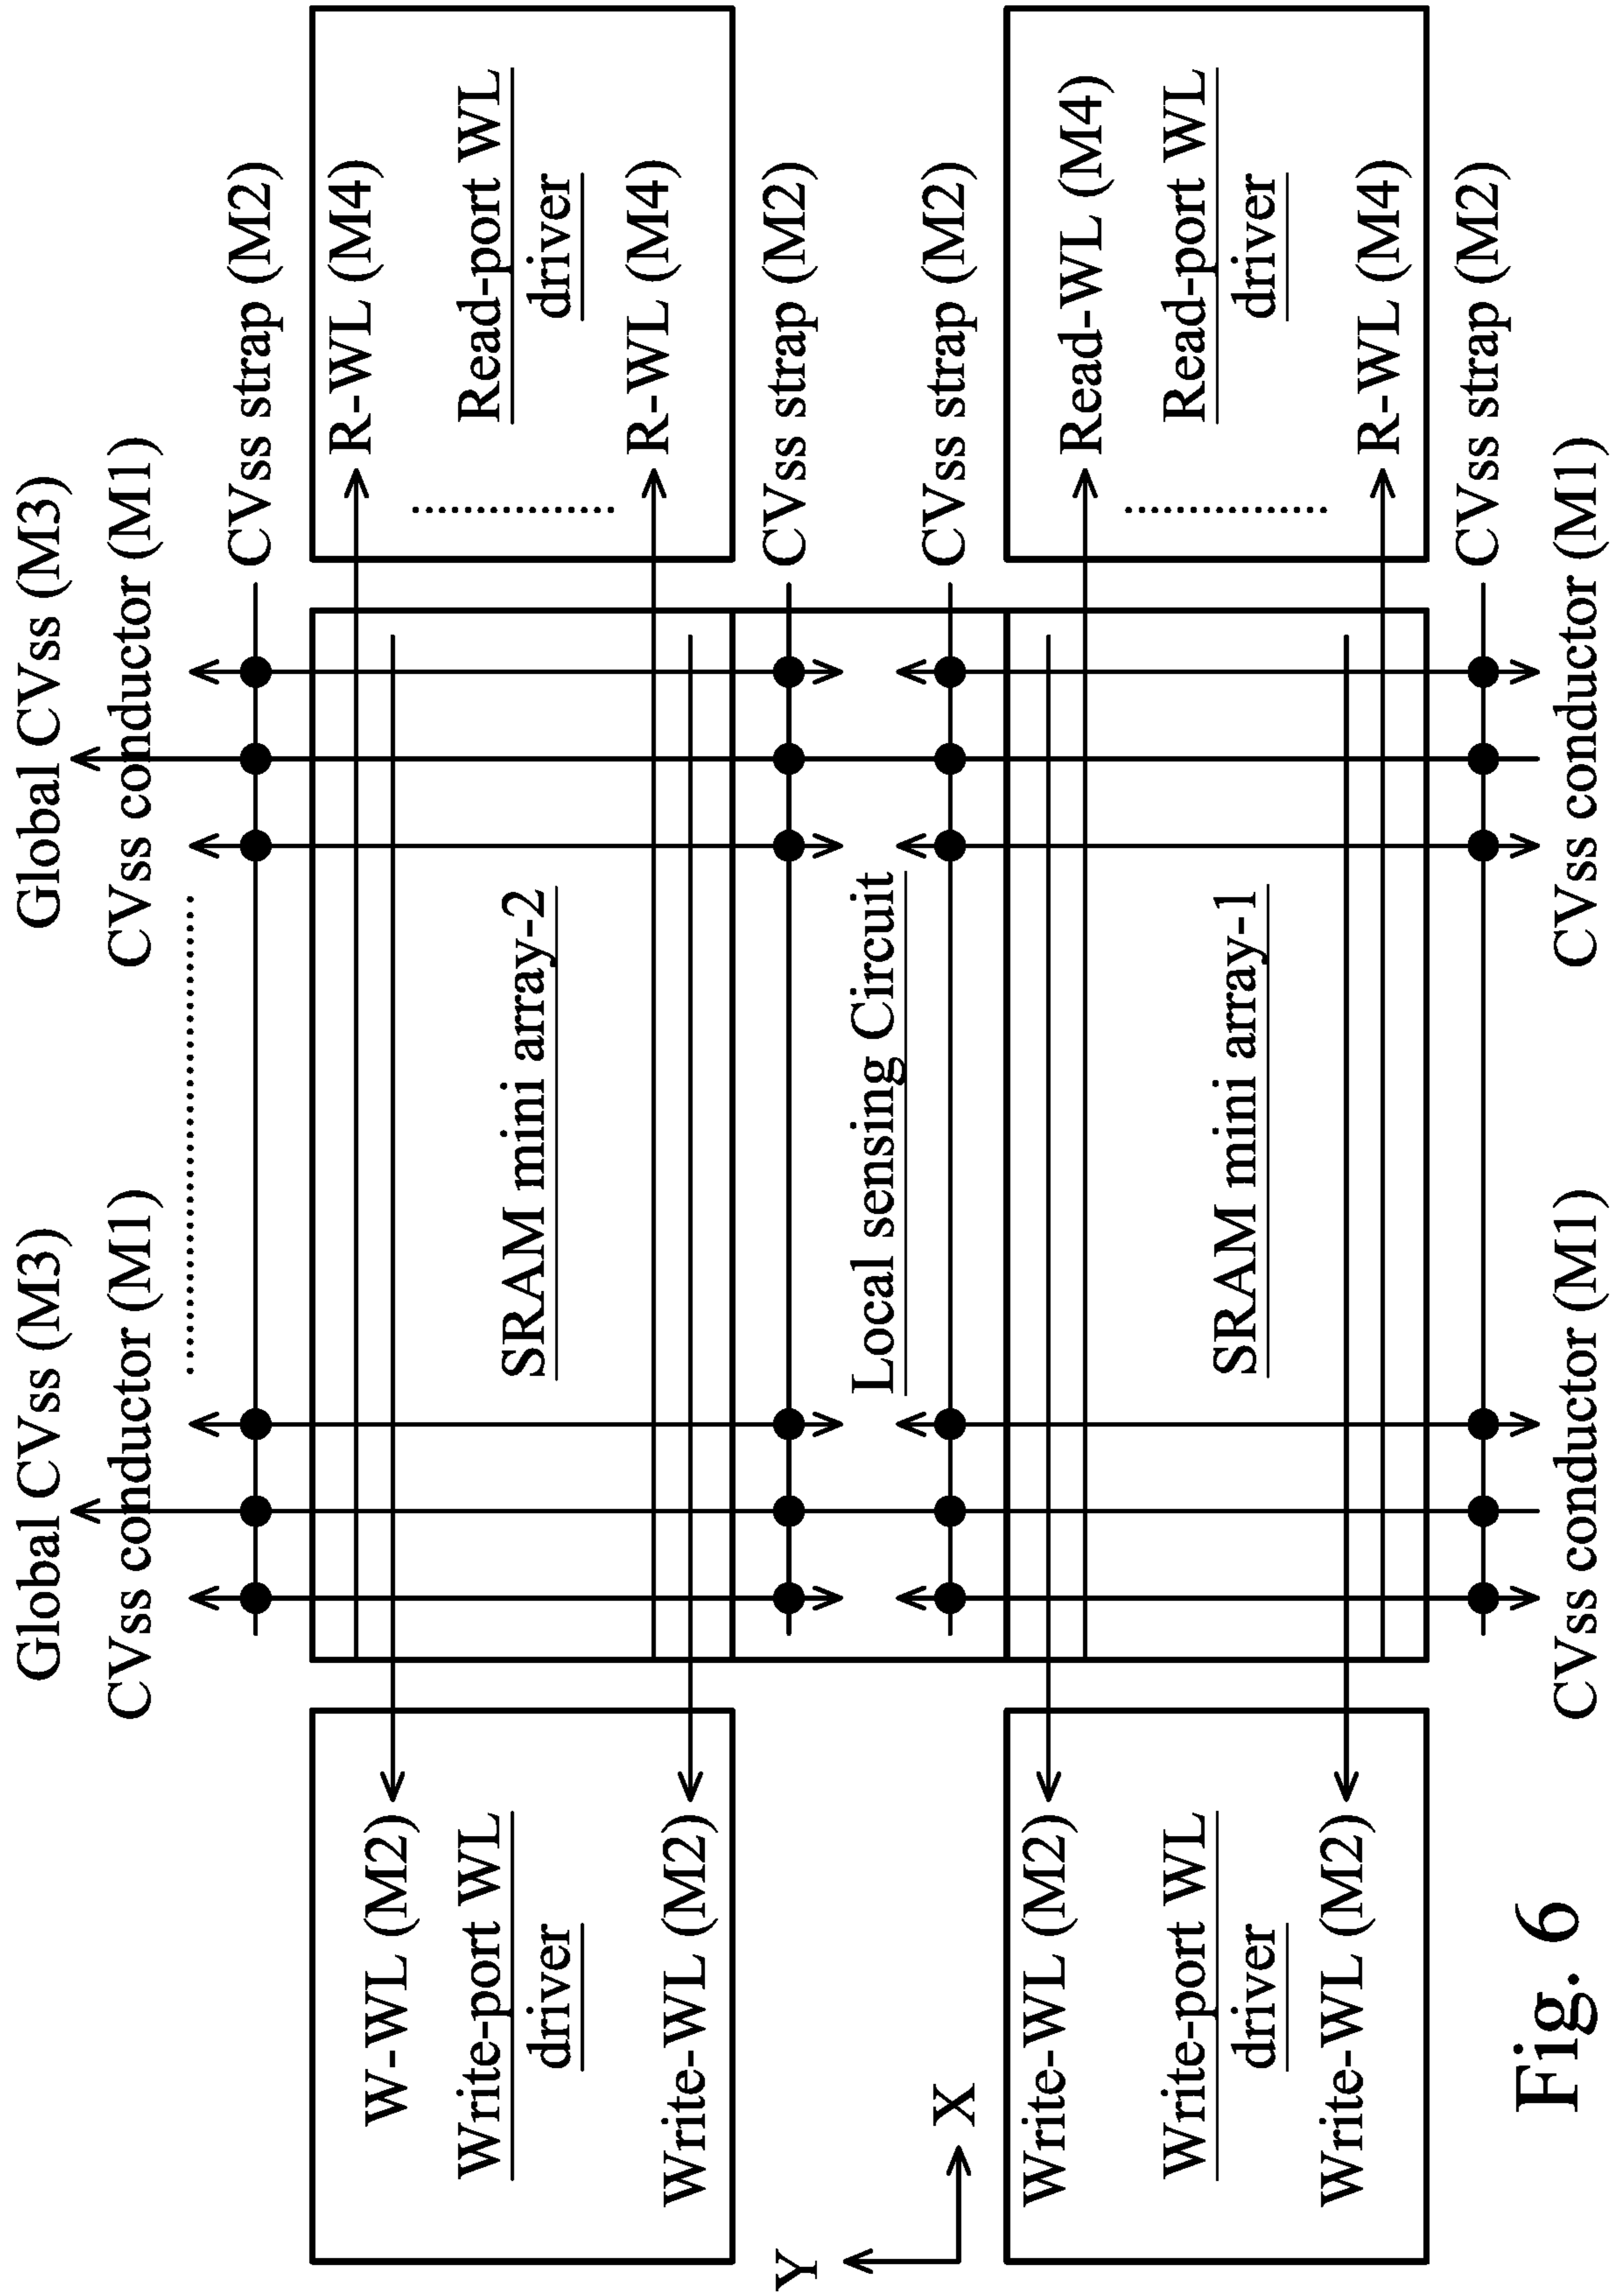 Global CVss (M3)
Global CVss (M3)
CVss conductor (M1)
CVss conductor (M1)
CVss strap (M2)
R-WL (M4)
W-WL (M2)
Write-port WL
driver
SRAM mini array-2
Read-port WL
driver
R-WL (M4)
Write-WL (M2)
CVss strap (M2)
Y
Local sensing Circuit
X
CVss strap (M2)
Write-WL (M2)
Read-WL (M4)
Write-port WL
driver
SRAM mini array-1
Read-port WL
driver
Write-WL (M2)
R-WL (M4)
CVss strap (M2)
CVss conductor (M1)
CVss conductor (M1)
Fig. 6